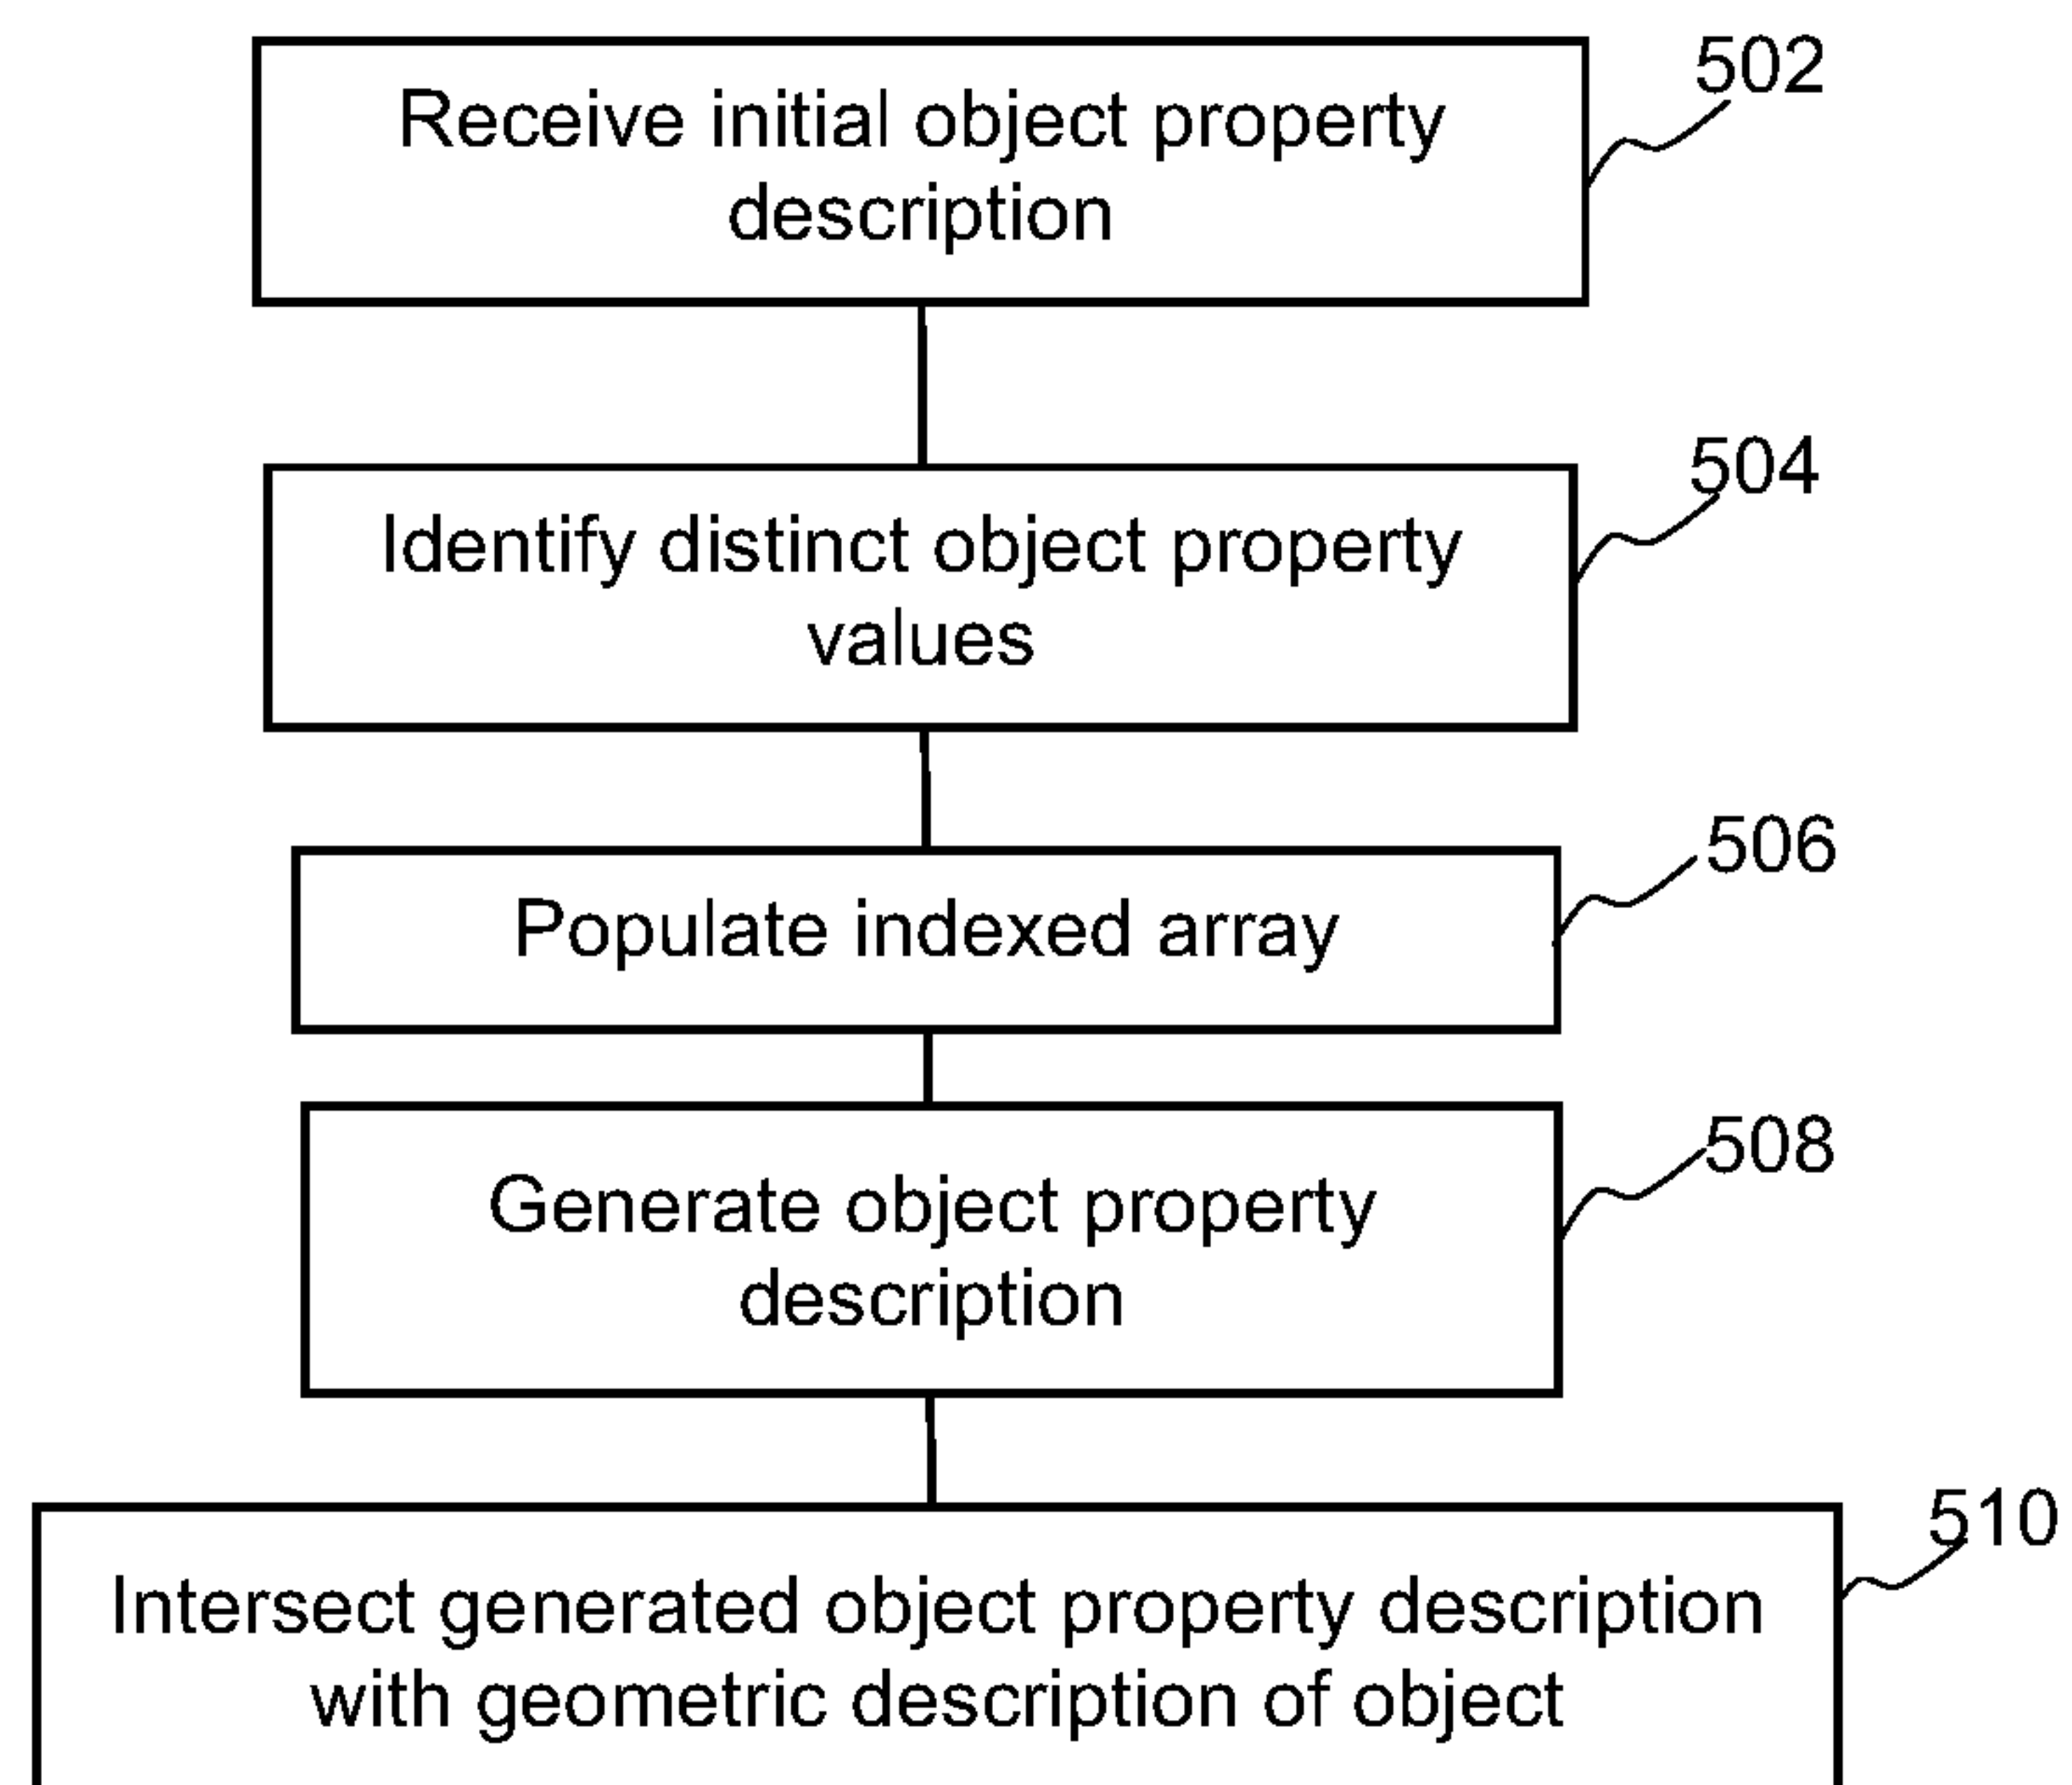 Receive initial object property
description
502
Identify distinct object property
values
504
Populate indexed array
506
Generate object property
description
508
Intersect generated object property description
with geometric description of object
510